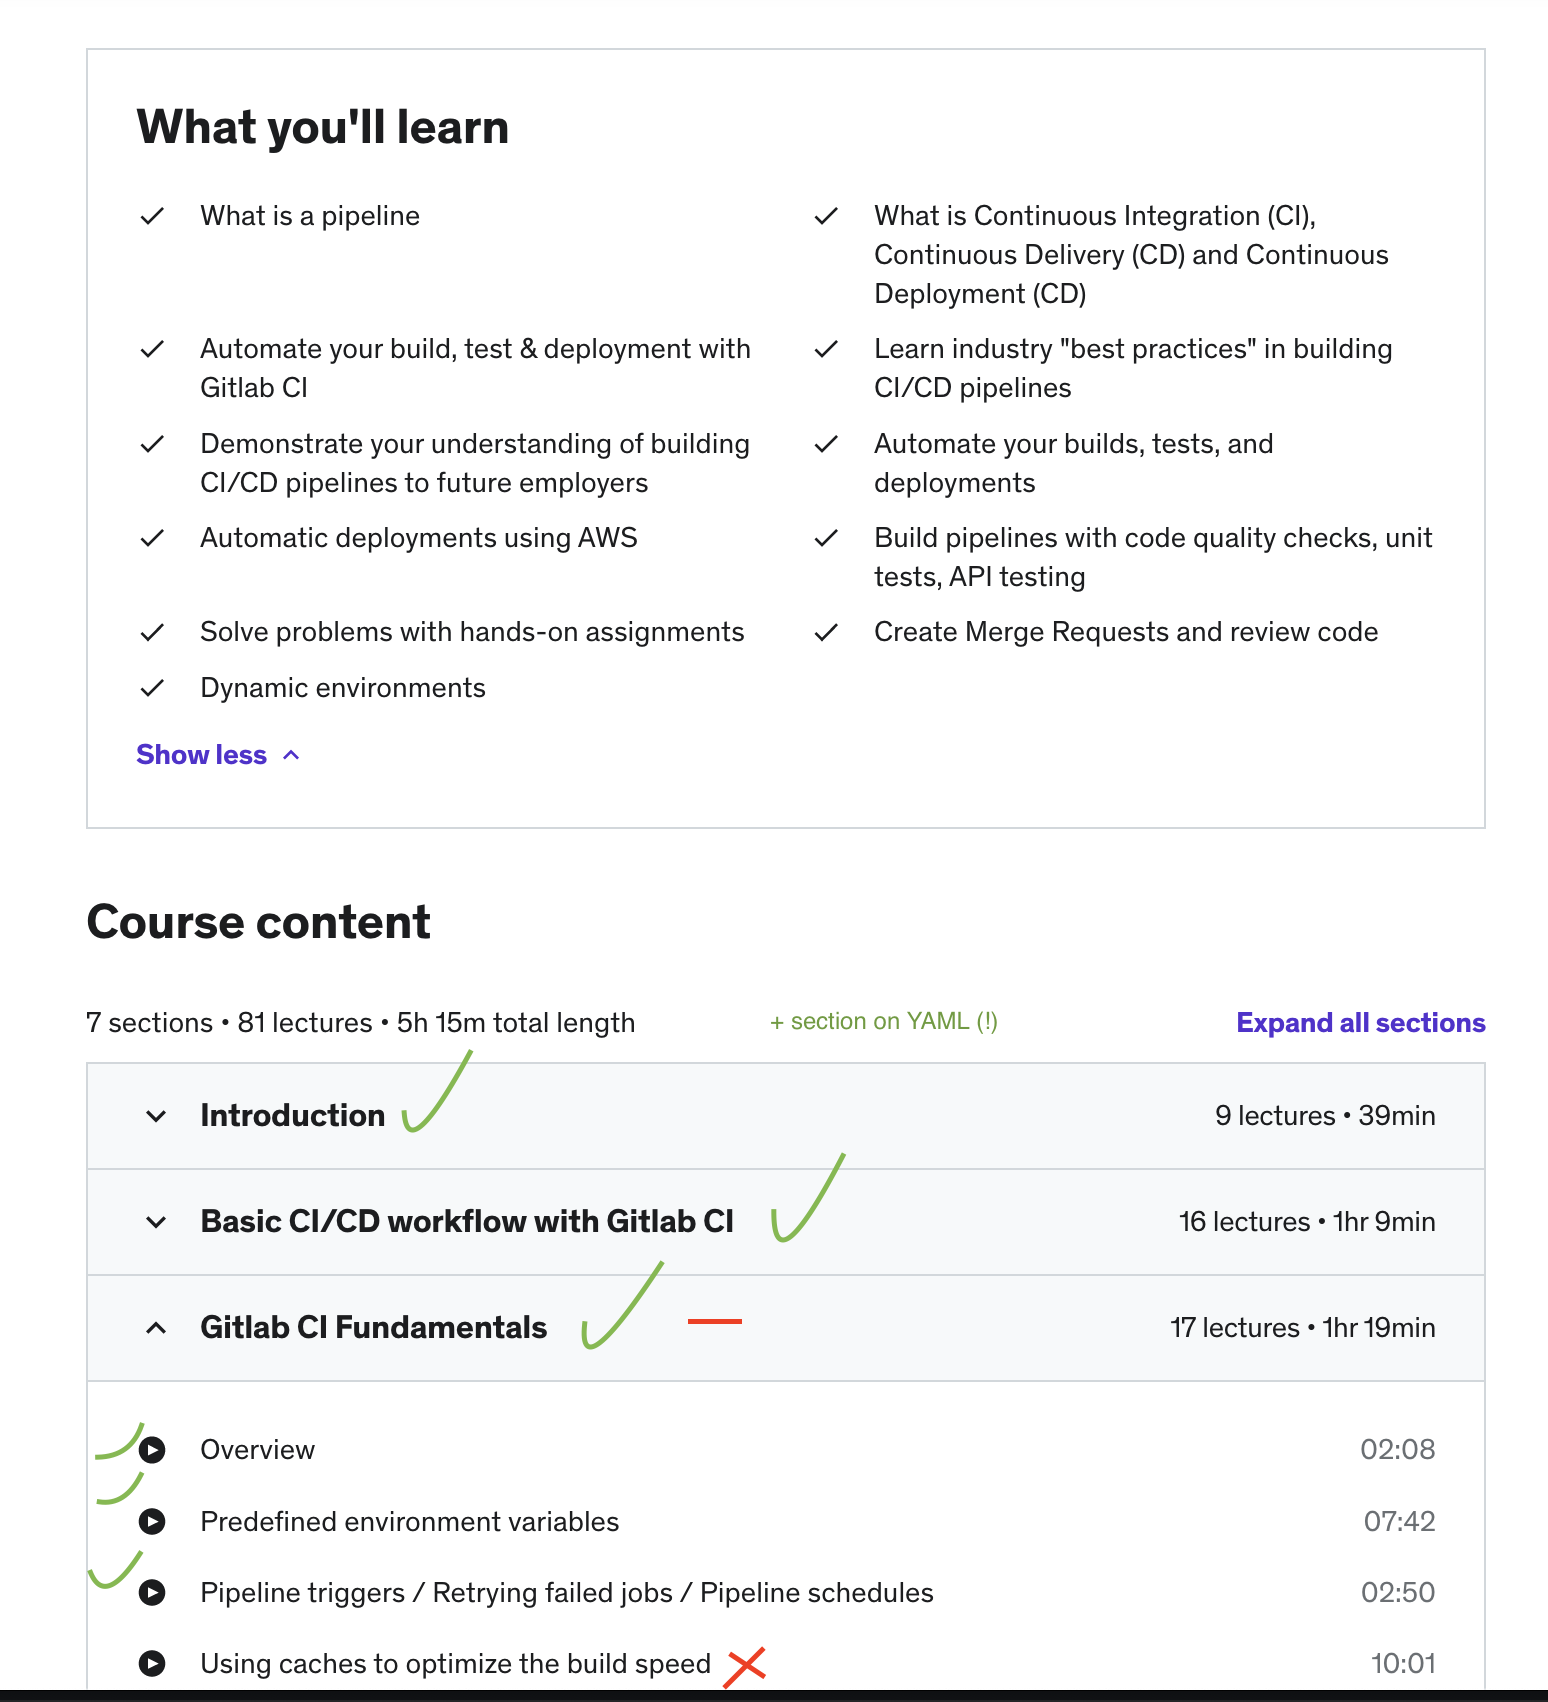 What you'll learn
What is a pipeline
What is Continuous Integration (CI),
Continuous Delivery (CD) and Continuous
Deployment (CD)
Automate your build, test & deployment with
Gitlab CI
Learn industry "best practices" in building
CI/CD pipelines
Demonstrate your understanding of building
CI/CD pipelines to future employers
Automate your builds, tests, and
deployments
Automatic deployments using AWS
Build pipelines with code quality checks, unit
tests, API testing
Solve problems with hands-on assignments
Create Merge Requests and review code
Dynamic environments
Show less
Course content
7 sections • 81 lectures • 5h 15m total length
+ section on YAML (!)
Expand all sections
Introduction
9 lectures • 39min
Basic CI/CD workflow with Gitlab CI
16 lectures • 1hr 9min
Gitlab CI Fundamentals
17 lectures • 1hr 19min
Overview
02:08
Predefined environment variables
07:42
Pipeline triggers / Retrying failed jobs / Pipeline schedules
02:50
Using caches to optimize the build speed
10:01